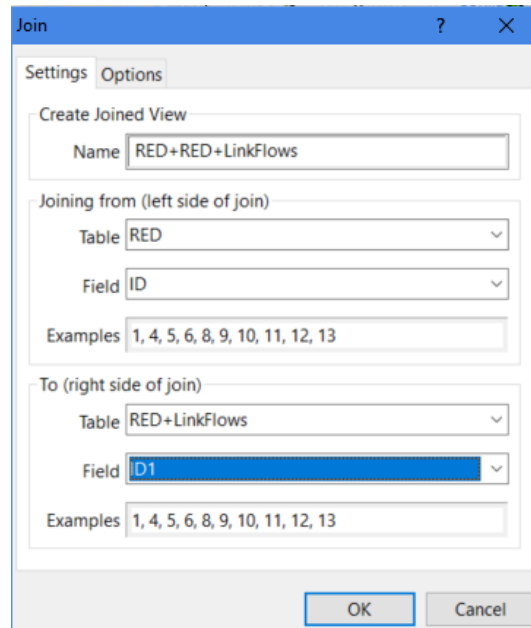 Join ? ×
Settings Options
Create Joined View
Name RED+RED+LinkFlows
Joining from (left side of join)
Table RED
Field ID
Examples 1, 4, 5, 6, 8, 9, 10, 11, 12, 13
To (right side of join)
Table RED+LinkFlows
Field ID1
Examples 1, 4, 5, 6, 8, 9, 10, 11, 12, 13
OK Cancel